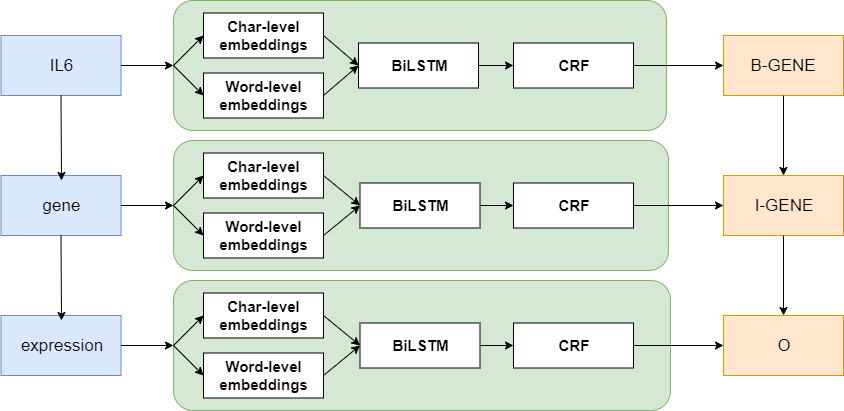 IL6
Char-level
embeddings
Word-level
embeddings
BiLSTM
CRF
B-GENE
gene
Char-level
embeddings
Word-level
embeddings
BiLSTM
CRF
I-GENE
expression
Char-level
embeddings
Word-level
embeddings
BiLSTM
CRF
O